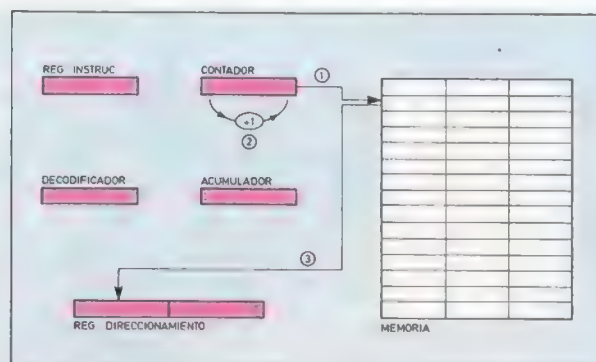 REG INSTRUC
CONTADOR
①
+1
②
DECODIFICADOR
ACUMULADOR
③
REG DIRECCIONAMIENTO
MEMORIA